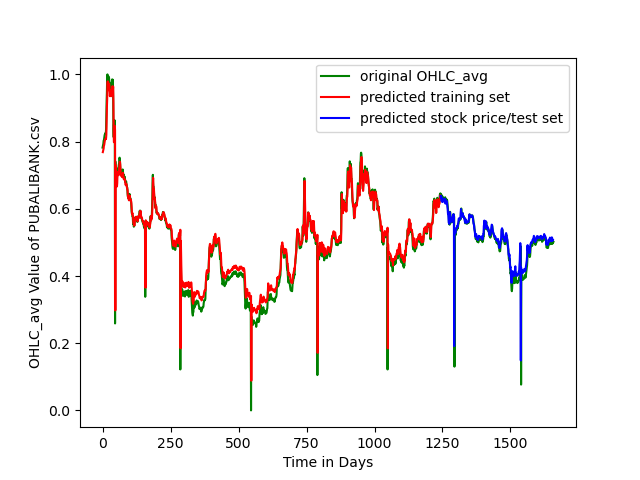 original OHLC_avg
predicted training set
predicted stock price/test set
OHLC_avg Value of PUBALIBANK.csv
1.0
0.8
0.6
0.4
0.2
0.0
0 250 500 750 1000 1250 1500
Time in Days